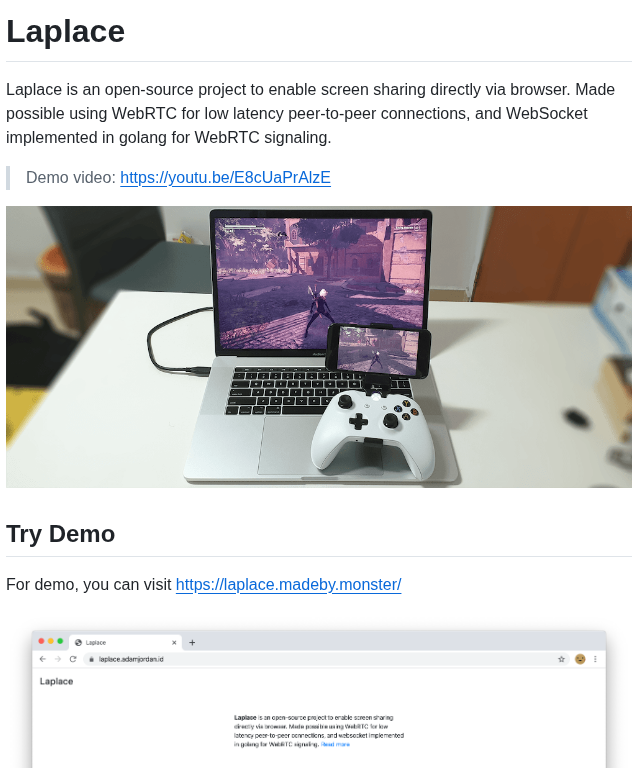 Laplace
Laplace is an open-source project to enable screen sharing directly via browser. Made
possible using WebRTC for low latency peer-to-peer connections, and WebSocket
implemented in golang for WebRTC signaling.
Demo video: https://youtu.be/E8cUaPrAlzE
Try Demo
For demo, you can visit https://laplace.madeby.monster/
Laplace
laplace.adamjordan.id
Laplace
Laplace is an open-source project to enable screen sharing
directly via browser. Made possible using WebRTC for low
latency peer-to-peer connections, and websocket implemented
in golang for WebRTC signaling. Read more